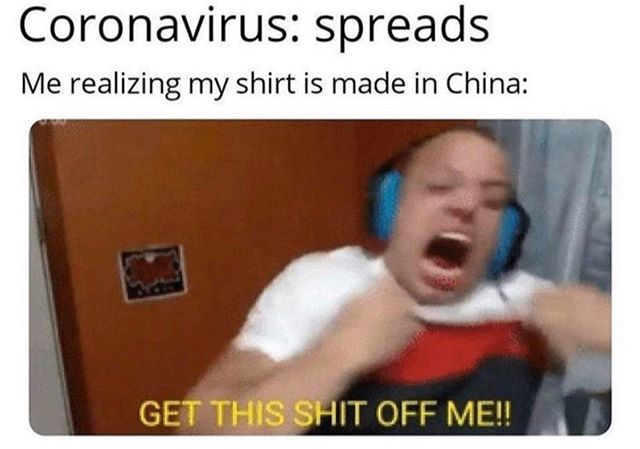 Coronavirus: spreads
Me realizing my shirt is made in China:
GET THIS SHIT OFF ME!!